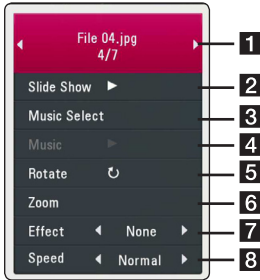 File 04.jpg 1
4/7
Slide Show 2
Music Select 3
Music 4
Rotate 5
Zoom 6
Effect None 7
Speed Normal 8